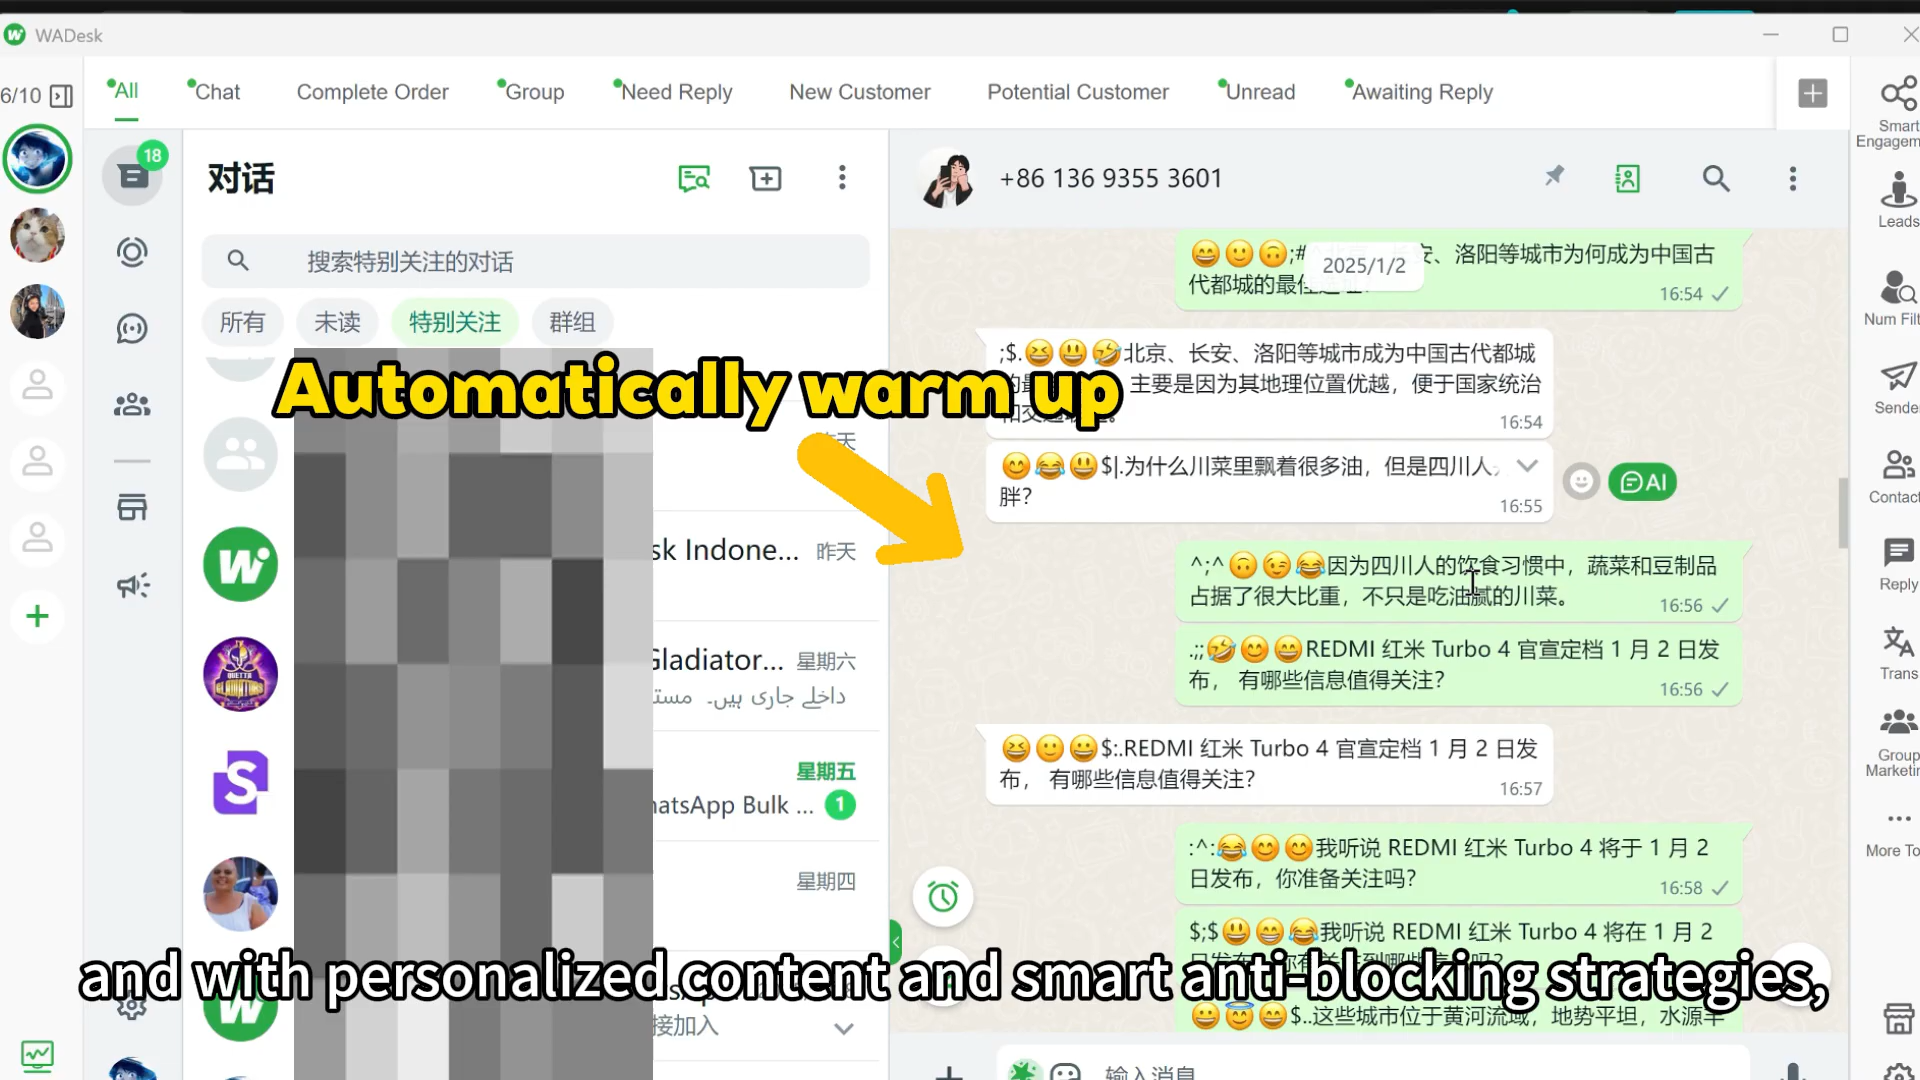 WADesk
6/10
All
Chat
Complete Order
Group
Need Reply
New Customer
Potential Customer
Unread
Awaiting Reply
18
对话
搜索特别关注的对话
所有
未读
特别关注
群组
Automatically warm up
昨天
sk Indone...
昨天
Gladiator...
星期六
داخلے جاری ہیں۔ مست
星期五
hatsApp Bulk ...
1
星期四
接加入
+86 136 9355 3601
2025/1/2
、洛阳等城市为何成为中国古
代都城的最佳
16:54
;$.😆😃🤣北京、长安、洛阳等城市成为中国古代都城
主要是因为其地理位置优越，便于国家统治
16:54
😊😂😃$|.为什么川菜里飘着很多油，但是四川人
胖？
16:55
AI
^;^🙃😉😂因为四川人的饮食习惯中，蔬菜和豆制品
占据了很大比重，不只是吃油腻的川菜。
16:56
.;;🤣😊😄REDMI 红米 Turbo 4 官宣定档 1 月 2 日发
布， 有哪些信息值得关注？
16:56
😆🙂😀$:.REDMI 红米 Turbo 4 官宣定档 1 月 2 日发
布， 有哪些信息值得关注？
16:57
:^:😂😊😊我听说 REDMI 红米 Turbo 4 将于 1 月 2
日发布，你准备关注吗？
16:58
$;$😃😁😂我听说 REDMI 红米 Turbo 4 将在 1 月 2
and with personalized content and smart anti-blocking strategies,
😀😇😄$..这些城市位于黄河流域，地势平坦，水源丰
输入消息
Smart
Engagem
Leads
Num Filt
Sende
Contact
Reply
Trans
Group
Marketin
More To